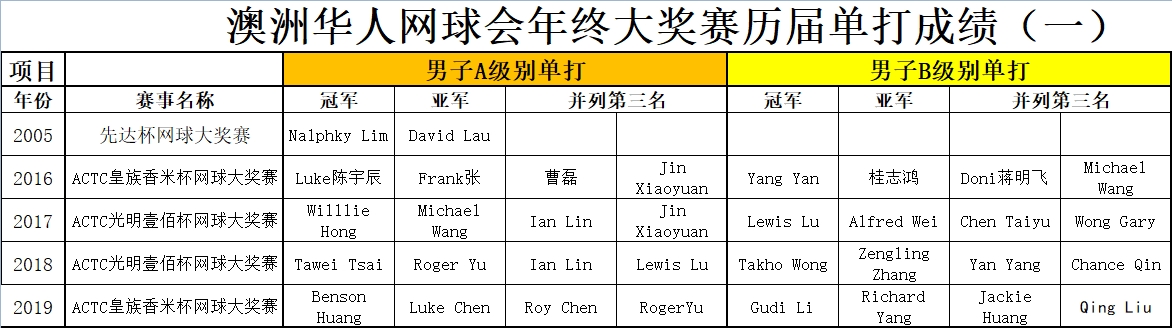 澳洲华人网球会年终大奖赛历届单打成绩（一）
项目 男子A级别单打 男子B级别单打
年份 赛事名称 冠军 亚军 并列第三名 冠军 亚军 并列第三名
2005 先达杯网球大奖赛 Nalphky Lim David Lau
2016 ACTC皇族香米杯网球大奖赛 Luke陈宇辰 Frank张 曹磊 Jin Xiaoyuan Yang Yan 桂志鸿 Doni蒋明飞 Michael Wang
2017 ACTC光明壹佰杯网球大奖赛 Willlie Hong Michael Wang Ian Lin Jin Xiaoyuan Lewis Lu Alfred Wei Chen Taiyu Wong Gary
2018 ACTC光明壹佰杯网球大奖赛 Tawei Tsai Roger Yu Ian Lin Lewis Lu Takho Wong Zengling Zhang Yan Yang Chance Qin
2019 ACTC皇族香米杯网球大奖赛 Benson Huang Luke Chen Roy Chen RogerYu Gudi Li Richard Yang Jackie Huang Qing Liu